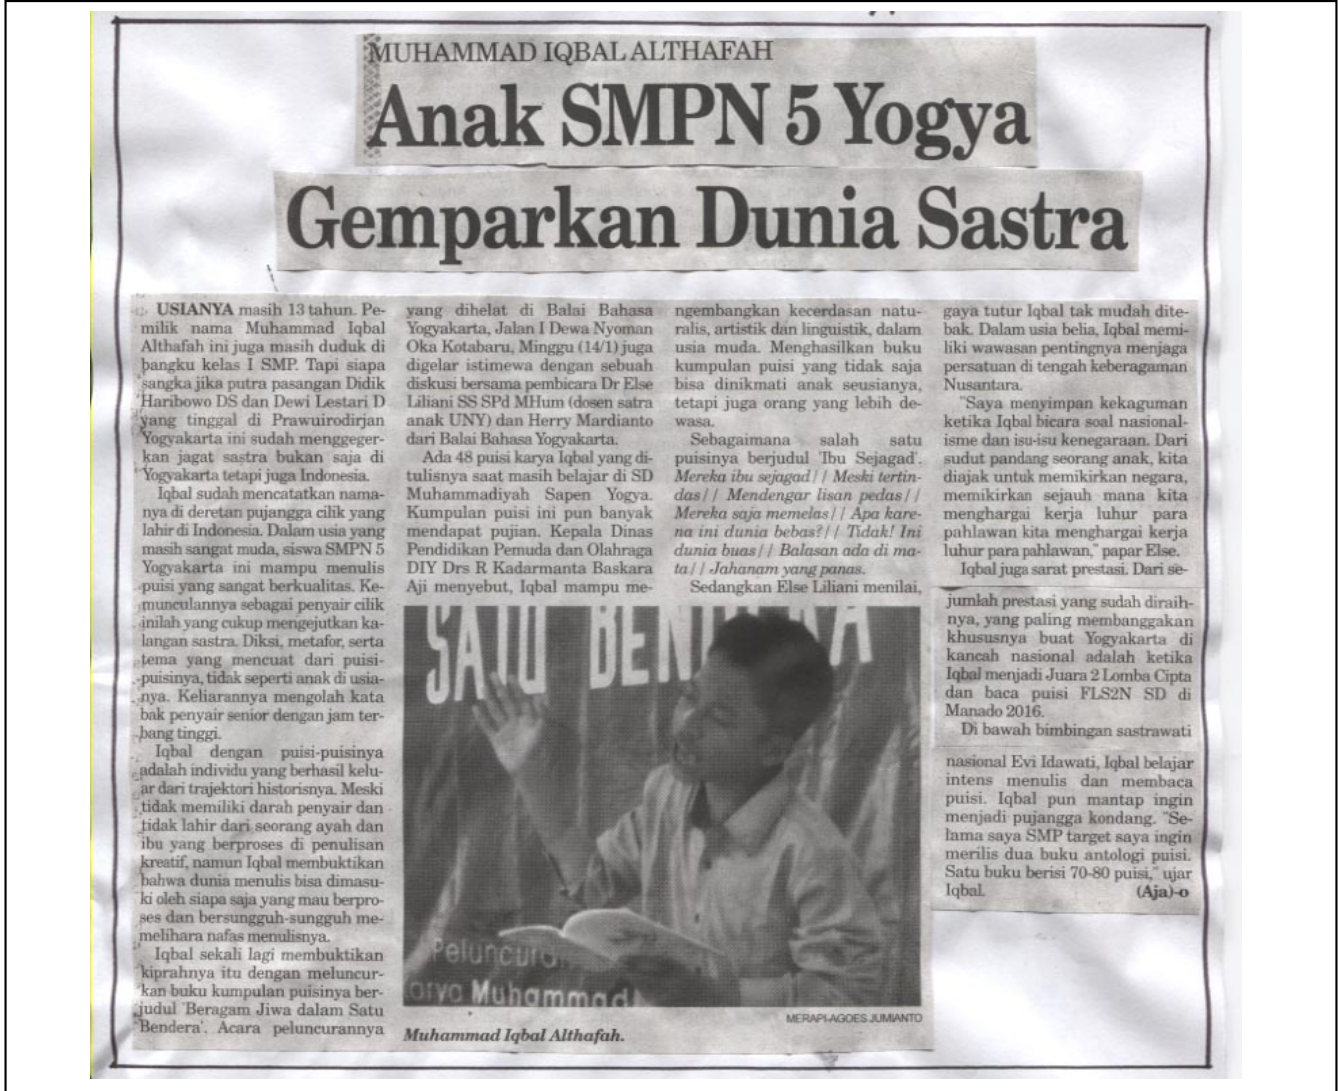 MUHAMMAD IQBAL ALTHAFAH
Anak SMPN 5 Yogya
Gemparkan Dunia Sastra
USIANYA masih 13 tahun. Pe-
milik nama Muhammad Iqbal
Althafah ini juga masih duduk di
bangku kelas I SMP. Tapi siapa
sangka jika putra pasangan Didik
Haribowo DS dan Dewi Lestari D
yang tinggal di Prawuirodirjan
Yogyakarta ini sudah menggeger-
kan jagat sastra bukan saja di
Yogyakarta tetapi juga Indonesia.
Iqbal sudah mencatatkan nama-
nya di deretan pujangga cilik yang
lahir di Indonesia. Dalam usia yang
masih sangat muda, siswa SMPN 5
Yogyakarta ini mampu menulis
puisi yang sangat berkualitas. Ke-
munculannya sebagai penyair cilik
inilah yang cukup mengejutkan ka-
langan sastra. Diksi, metafor, serta
tema yang mencuat dari puisi-
puisinya, tidak seperti anak di usia-
nya. Keliarannya mengolah kata
bak penyair senior dengan jam ter-
bang tinggi.
Iqbal dengan puisi-puisinya
adalah individu yang berhasil kelu-
ar dari trajektori historisnya. Meski
tidak memiliki darah penyair dan
tidak lahir dari seorang ayah dan
ibu yang berproses di penulisan
kreatif, namun Iqbal membuktikan
bahwa dunia menulis bisa dimasu-
ki oleh siapa saja yang mau berpro-
ses dan bersungguh-sungguh me-
melihara nafas menulisnya.
Iqbal sekali lagi membuktikan
kiprahnya itu dengan meluncur-
kan buku kumpulan puisinya ber-
judul 'Beragam Jiwa dalam Satu
Bendera'. Acara peluncurannya
yang dihelat di Balai Bahasa
Yogyakarta, Jalan I Dewa Nyoman
Oka Kotabaru, Minggu (14/1) juga
digelar istimewa dengan sebuah
diskusi bersama pembicara Dr Else
Liliani SS SPd MHum (dosen satra
anak UNY) dan Herry Mardianto
dari Balai Bahasa Yogyakarta.
Ada 48 puisi karya Iqbal yang di-
tulisnya saat masih belajar di SD
Muhammadiyah Sapen Yogya.
Kumpulan puisi ini pun banyak
mendapat pujian. Kepala Dinas
Pendidikan Pemuda dan Olahraga
DIY Drs R Kadarmanta Baskara
Aji menyebut, Iqbal mampu me-
ngembangkan kecerdasan natu-
ralis, artistik dan linguistik, dalam
usia muda. Menghasilkan buku
kumpulan puisi yang tidak saja
bisa dinikmati anak seusianya,
tetapi juga orang yang lebih de-
wasa.
Sebagaimana salah satu
puisinya berjudul 'Ibu Sejagad'.
Mereka ibu sejagad// Meski tertin-
das// Mendengar lisan pedas//
Mereka saja memelas// Apa kare-
na ini dunia bebas?// Tidak! Ini
dunia buas// Balasan ada di ma-
ta// Jahanam yang panas.
Sedangkan Else Liliani menilai,
gaya tutur Iqbal tak mudah dite-
bak. Dalam usia belia, Iqbal memi-
liki wawasan pentingnya menjaga
persatuan di tengah keberagaman
Nusantara.
"Saya menyimpan kekaguman
ketika Iqbal bicara soal nasional-
isme dan isu-isu kenegaraan. Dari
sudut pandang seorang anak, kita
diajak untuk memikirkan negara,
memikirkan sejauh mana kita
menghargai kerja luhur para
pahlawan kita menghargai kerja
luhur para pahlawan," papar Else.
Iqbal juga sarat prestasi. Dari se-
jumlah prestasi yang sudah diraih-
nya, yang paling membanggakan
khususnya buat Yogyakarta di
kancah nasional adalah ketika
Iqbal menjadi Juara 2 Lomba Cipta
dan baca puisi FLS2N SD di
Manado 2016.
Di bawah bimbingan sastrawati
nasional Evi Idawati, Iqbal belajar
intens menulis dan membaca
puisi. Iqbal pun mantap ingin
menjadi pujangga kondang. "Se-
lama saya SMP target saya ingin
merilis dua buku antologi puisi.
Satu buku berisi 70-80 puisi," ujar
Iqbal. (Aja)-o
SATU
Peluncuran
Muhammad
MERAPI-AGOES JUMIANTO
Muhammad Iqbal Althafah.